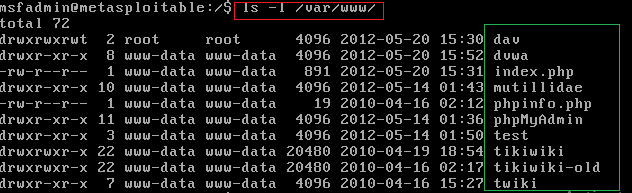 msfadmin@metasploitable:/$ ls -l /var/www/
total 72
drwxrwxrwt 2 root root 4096 2012-05-20 15:30 dav
drwxr-xr-x 8 www-data www-data 4096 2012-05-20 15:52 dvwa
-rw-r--r-- 1 www-data www-data 891 2012-05-20 15:31 index.php
drwxr-xr-x 10 www-data www-data 4096 2012-05-14 01:43 mutillidae
-rw-r--r-- 1 www-data www-data 19 2010-04-16 02:12 phpinfo.php
drwxr-xr-x 11 www-data www-data 4096 2012-05-14 01:36 phpMyAdmin
drwxr-xr-x 3 www-data www-data 4096 2012-05-14 01:50 test
drwxr-xr-x 22 www-data www-data 20480 2010-04-19 18:54 tikiwiki
drwxr-xr-x 22 www-data www-data 20480 2010-04-16 02:17 tikiwiki-old
drwxr-xr-x 7 www-data www-data 4096 2010-04-16 15:27 twiki